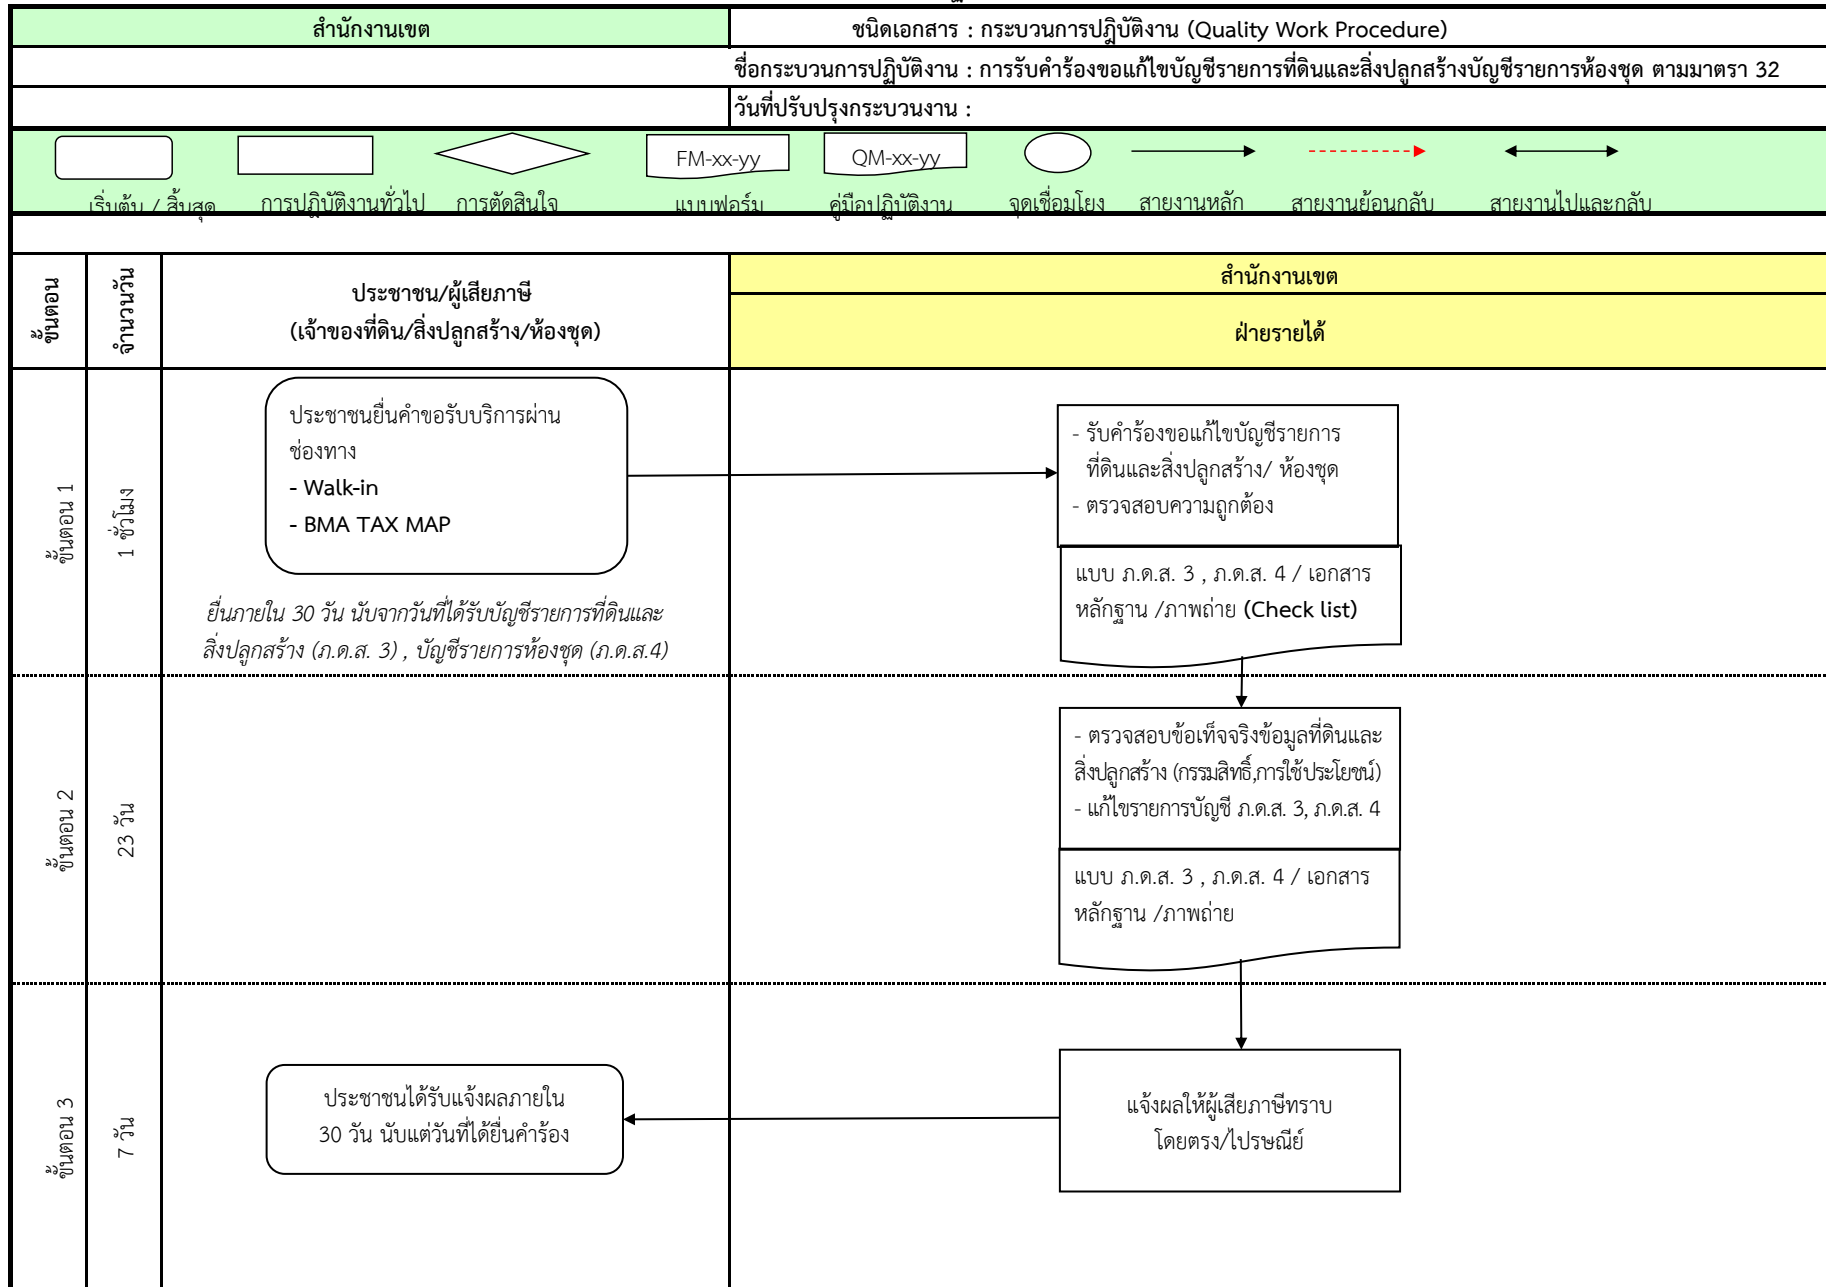 สำนักงานเขต
ชนิดเอกสาร : กระบวนการปฎิบัติงาน (Quality Work Procedure)
ชื่อกระบวนการปฏิบัติงาน : การรับคำร้องขอแก้ไขบัญชีรายการที่ดินและสิ่งปลูกสร้างบัญชีรายการห้องชุด ตามมาตรา 32
วันที่ปรับปรุงกระบวนงาน :
FM-xx-yy
QM-xx-yy
เริ่มต้น / สิ้นสุด
การปฏิบัติงานทั่วไป
การตัดสินใจ
แบบฟอร์ม
คู่มือปฏิบัติงาน
จุดเชื่อมโยง
สายงานหลัก
สายงานย้อนกลับ
สายงานไปและกลับ
ขั้นตอน
จำนวนวัน
ประชาชน/ผู้เสียภาษี
(เจ้าของที่ดิน/สิ่งปลูกสร้าง/ห้องชุด)
สำนักงานเขต
ฝ่ายรายได้
ขั้นตอน 1
1 ชั่วโมง
ประชาชนยื่นคำขอรับบริการผ่าน
ช่องทาง
- Walk-in
- BMA TAX MAP
ยื่นภายใน 30 วัน นับจากวันที่ได้รับบัญชีรายการที่ดินและ
สิ่งปลูกสร้าง (ภ.ด.ส. 3) , บัญชีรายการห้องชุด (ภ.ด.ส.4)
- รับคำร้องขอแก้ไขบัญชีรายการ
ที่ดินและสิ่งปลูกสร้าง/ ห้องชุด
- ตรวจสอบความถูกต้อง
แบบ ภ.ด.ส. 3 , ภ.ด.ส. 4 / เอกสาร
หลักฐาน /ภาพถ่าย (Check list)
ขั้นตอน 2
23 วัน
- ตรวจสอบข้อเท็จจริงข้อมูลที่ดินและ
สิ่งปลูกสร้าง (กรรมสิทธิ์,การใช้ประโยชน์)
- แก้ไขรายการบัญชี ภ.ด.ส. 3, ภ.ด.ส. 4
แบบ ภ.ด.ส. 3 , ภ.ด.ส. 4 / เอกสาร
หลักฐาน /ภาพถ่าย
ขั้นตอน 3
7 วัน
ประชาชนได้รับแจ้งผลภายใน
30 วัน นับแต่วันที่ได้ยื่นคำร้อง
แจ้งผลให้ผู้เสียภาษีทราบ
โดยตรง/ไปรษณีย์